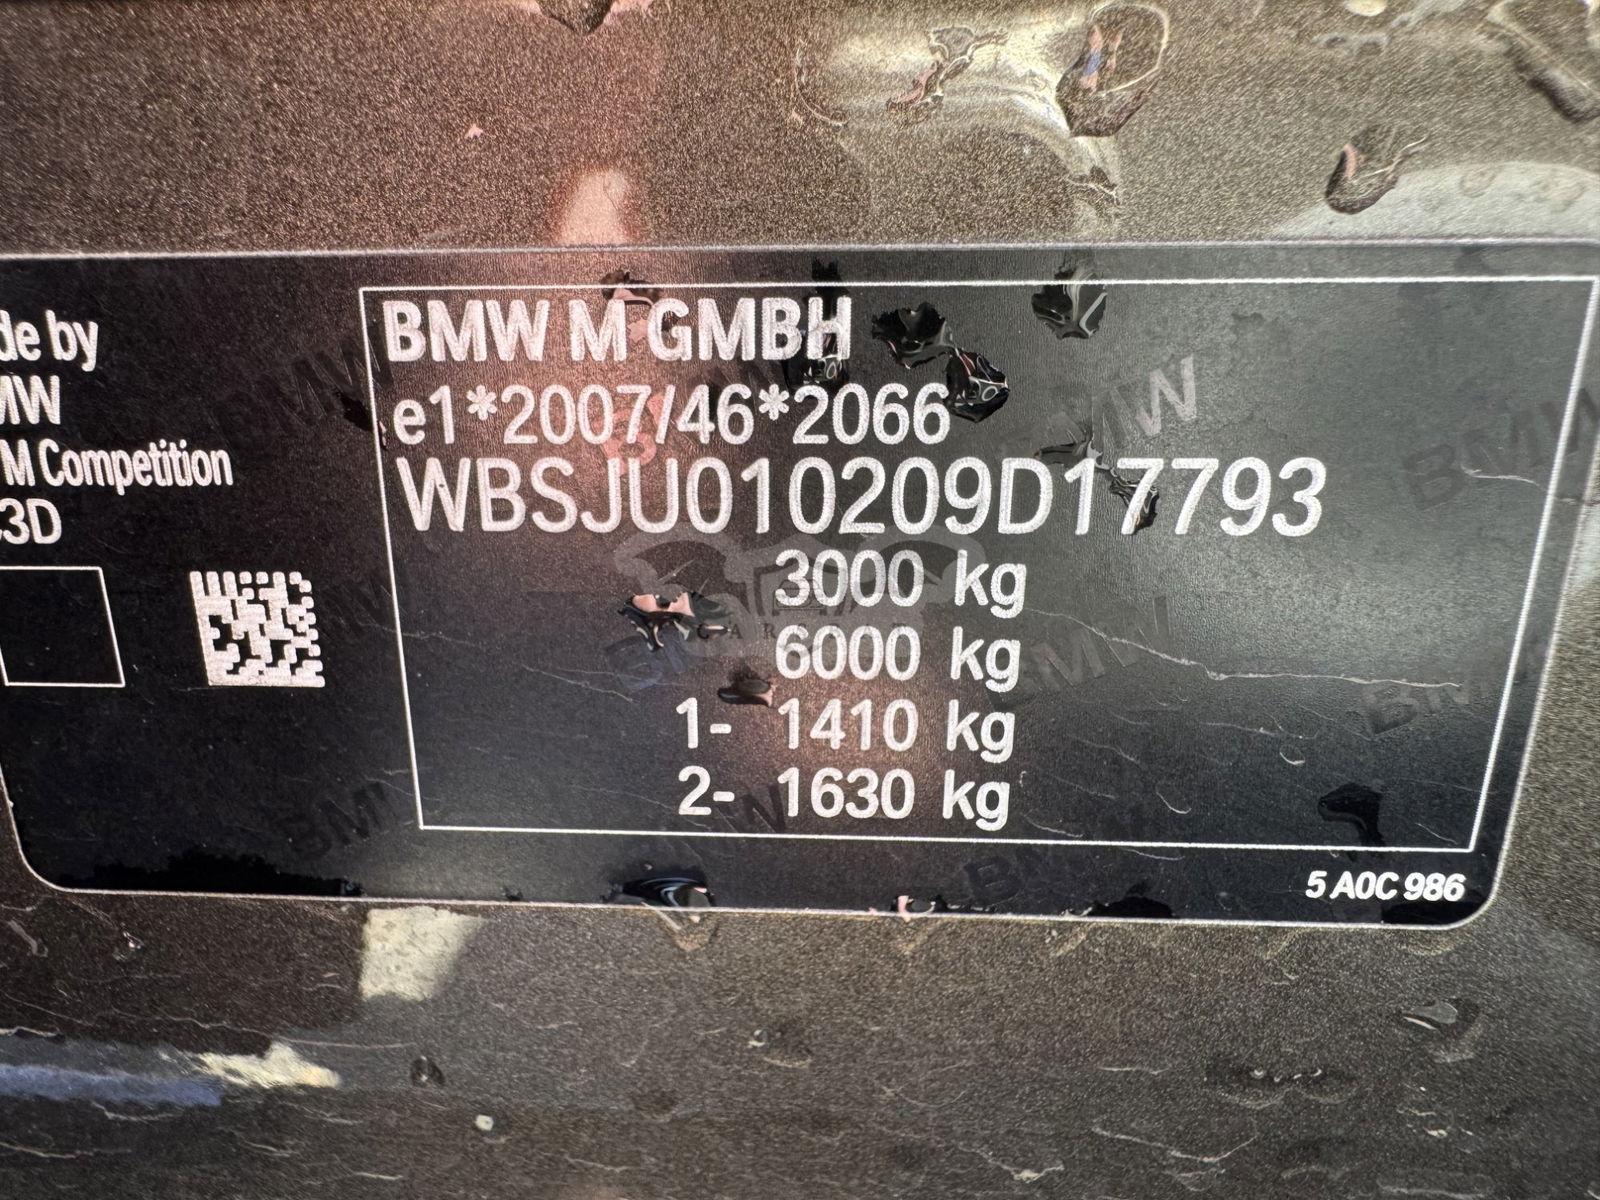 de by
MW
M Competition
3D
BMW M GMBH
e1*2007/46*2066
WBSJU010209D17793
3000 kg
6000 kg
1- 1410 kg
2- 1630 kg
5 A0C 986